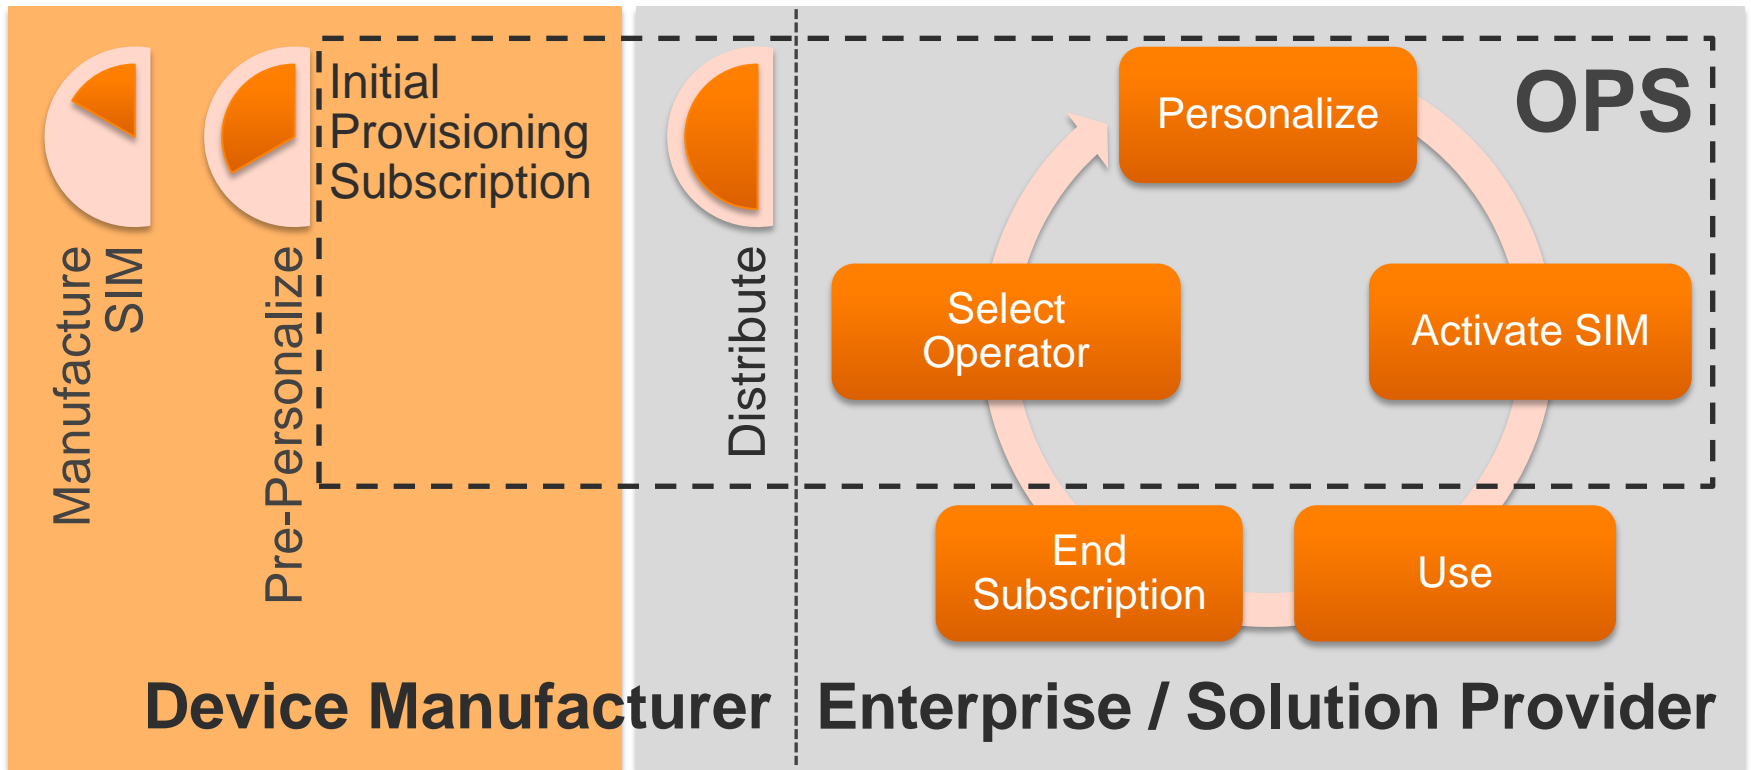 Manufacture
SIM
Pre-Personalize
Initial
Provisioning
Subscription
Distribute
OPS
Personalize
Activate SIM
Use
End
Subscription
Select
Operator
Device Manufacturer
Enterprise / Solution Provider